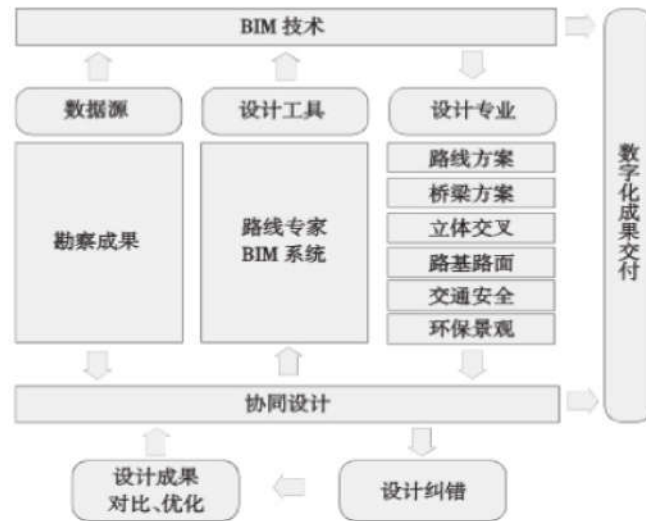 BIM 技术
数据源
设计工具
设计专业
勘察成果
路线专家
BIM 系统
路线方案
桥梁方案
立体交叉
路基路面
交通安全
环保景观
数字化成果交付
协同设计
设计成果
对比、优化
设计纠错